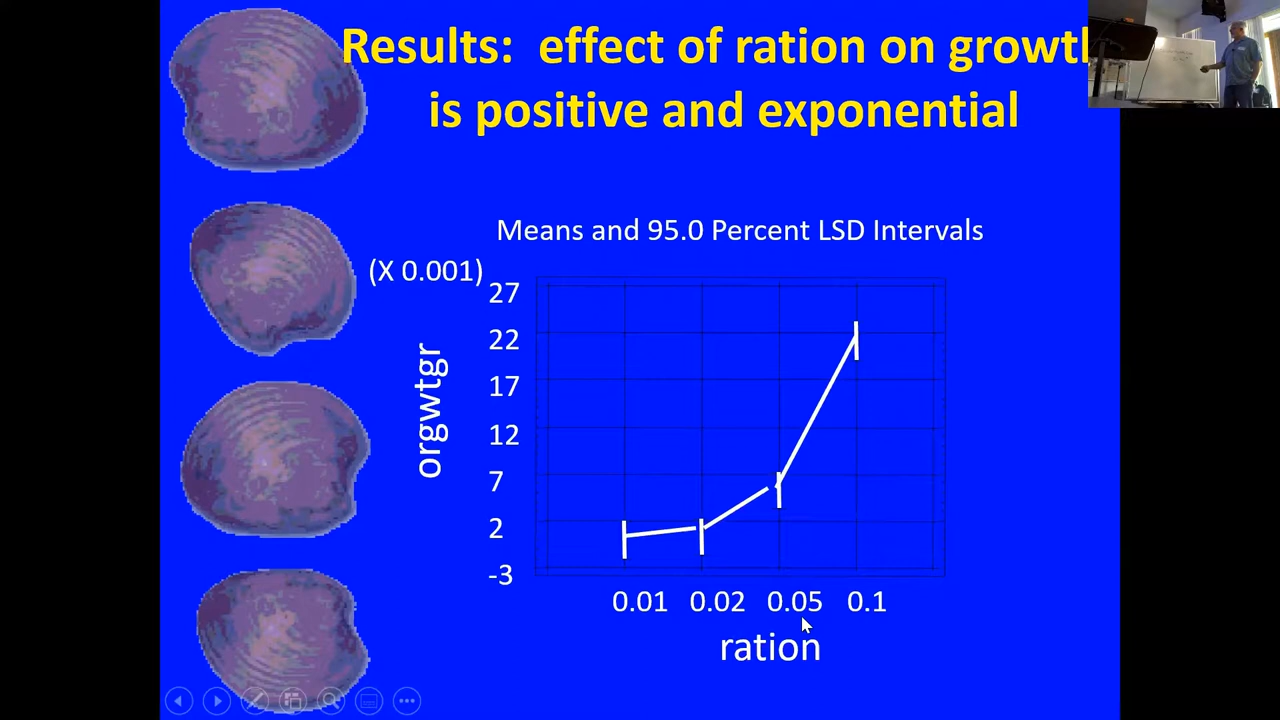 Results: effect of ration on growt
is positive and exponential
Means and 95.0 Percent LSD Intervals
(X 0.001)
27
22
17
12
7
2
-3
orgwtgr
0.01 0.02 0.05 0.1
ration